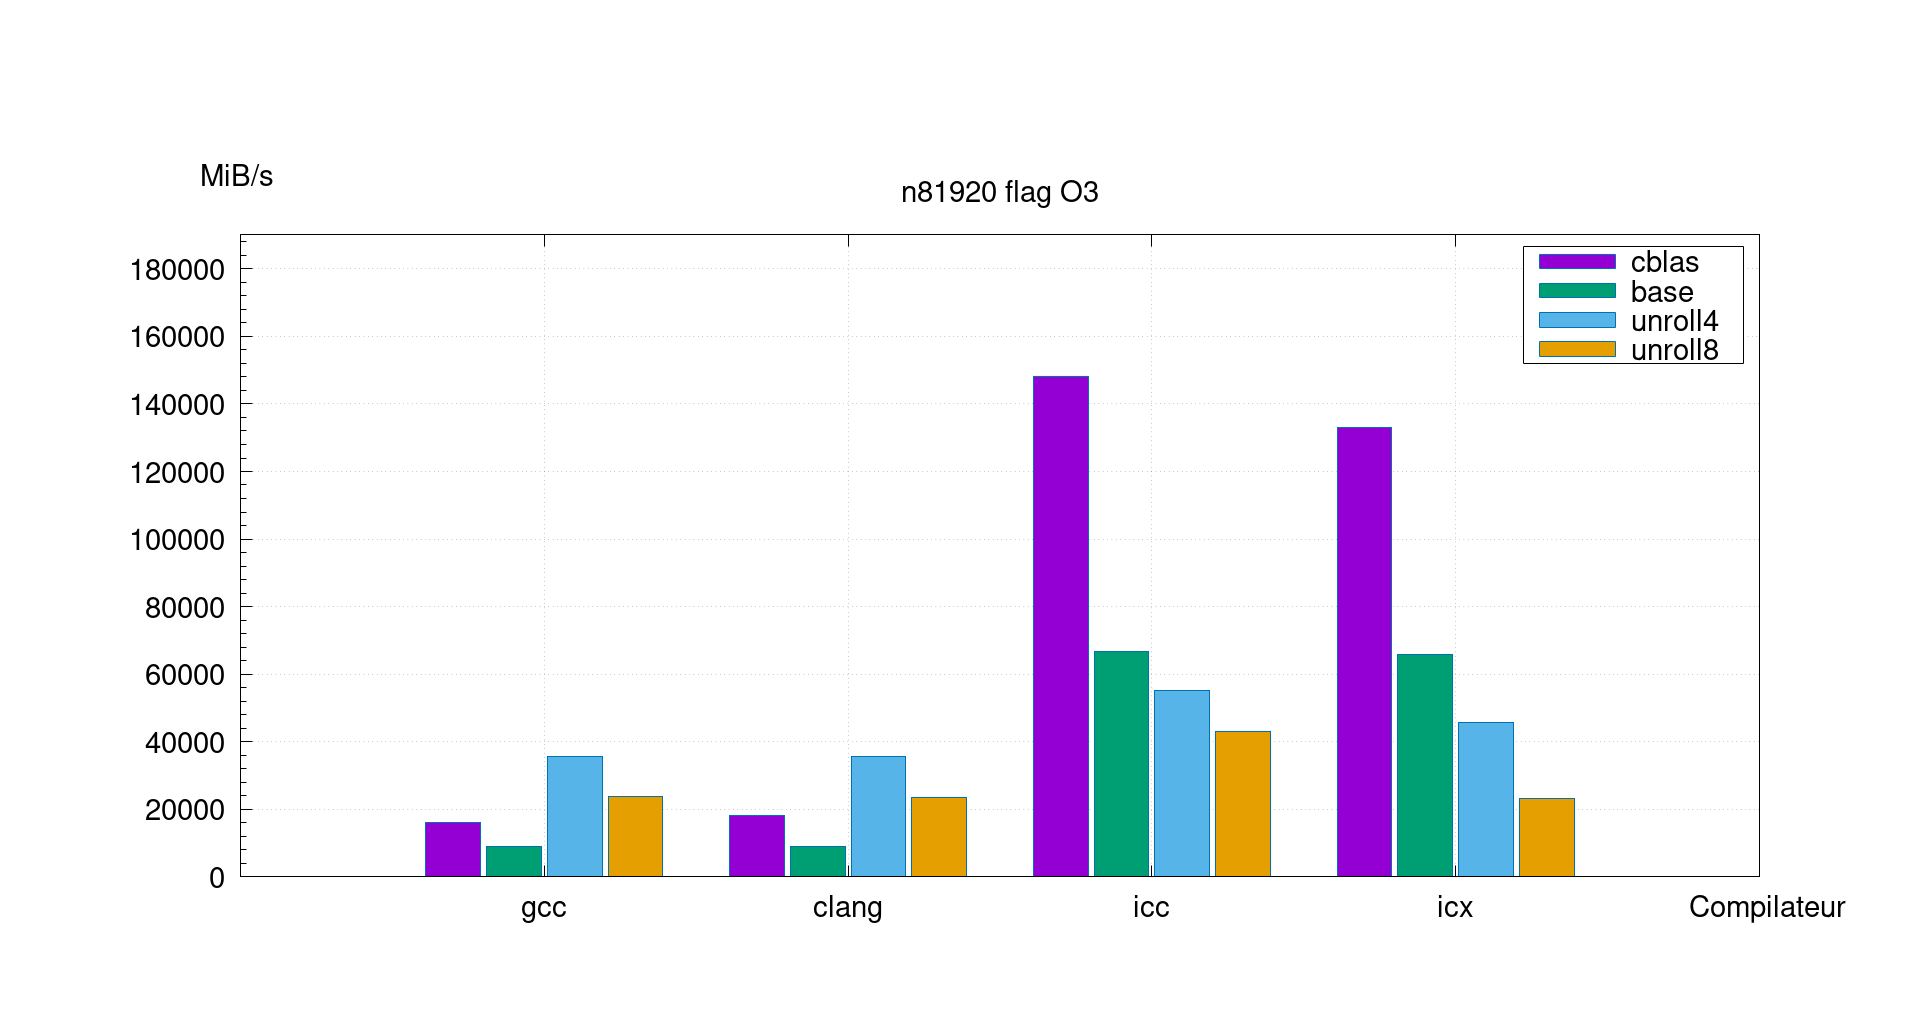 MiB/s
n81920 flag O3
180000
160000
140000
120000
100000
80000
60000
40000
20000
0
cblas
base
unroll4
unroll8
gcc clang icc icx Compilateur